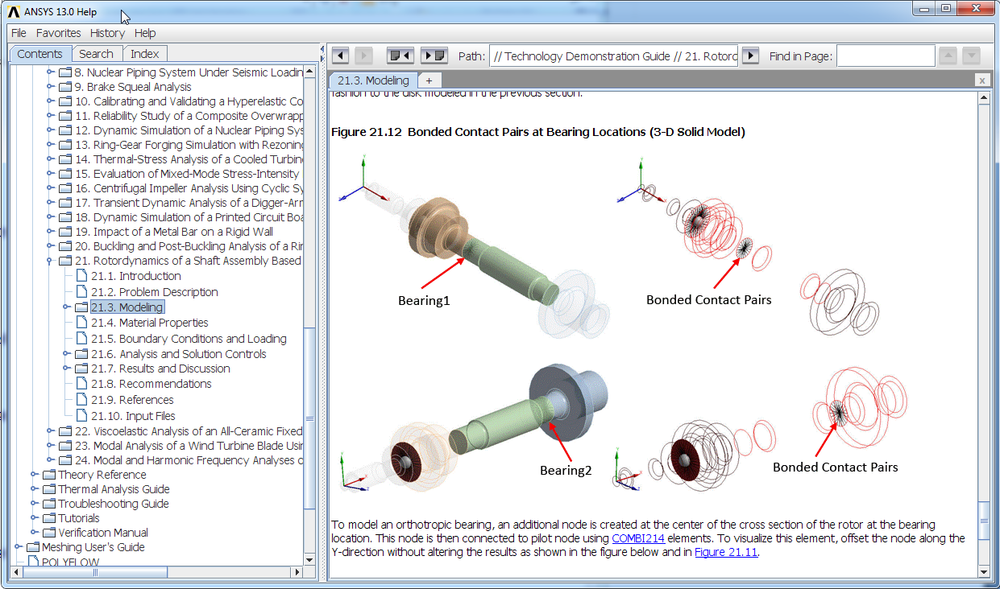 ANSYS 13.0 Help
File Favorites History Help
Contents Search Index
Path: // Technology Demonstration Guide // 21. Rotord
Find in Page:
8. Nuclear Piping System Under Seismic Loadin
9. Brake Squeal Analysis
10. Calibrating and Validating a Hyperelastic Co
11. Reliability Study of a Composite Overwrapp
12. Dynamic Simulation of a Nuclear Piping Sys
13. Ring-Gear Forging Simulation with Rezoning
14. Thermal-Stress Analysis of a Cooled Turbin
15. Evaluation of Mixed-Mode Stress-Intensity
16. Centrifugal Impeller Analysis Using Cyclic Sy
17. Transient Dynamic Analysis of a Digger-Arm
18. Dynamic Simulation of a Printed Circuit Boa
19. Impact of a Metal Bar on a Rigid Wall
20. Buckling and Post-Buckling Analysis of a Rin
21. Rotordynamics of a Shaft Assembly Based
21.1. Introduction
21.2. Problem Description
21.3. Modeling
21.4. Material Properties
21.5. Boundary Conditions and Loading
21.6. Analysis and Solution Controls
21.7. Results and Discussion
21.8. Recommendations
21.9. References
21.10. Input Files
22. Viscoelastic Analysis of an All-Ceramic Fixed
23. Modal Analysis of a Wind Turbine Blade Usin
24. Modal and Harmonic Frequency Analyses o
Theory Reference
Thermal Analysis Guide
Troubleshooting Guide
Tutorials
Verification Manual
Meshing User's Guide
POLYFLOW
21.3. Modeling +
x
fashion to the disk modeled in the previous section.
Figure 21.12 Bonded Contact Pairs at Bearing Locations (3-D Solid Model)
Bearing1
Bonded Contact Pairs
Bearing2
Bonded Contact Pairs
To model an orthotropic bearing, an additional node is created at the center of the cross section of the rotor at the bearing
location. This node is then connected to pilot node using COMBI214 elements. To visualize this element, offset the node along the
Y-direction without altering the results as shown in the figure below and in Figure 21.11.